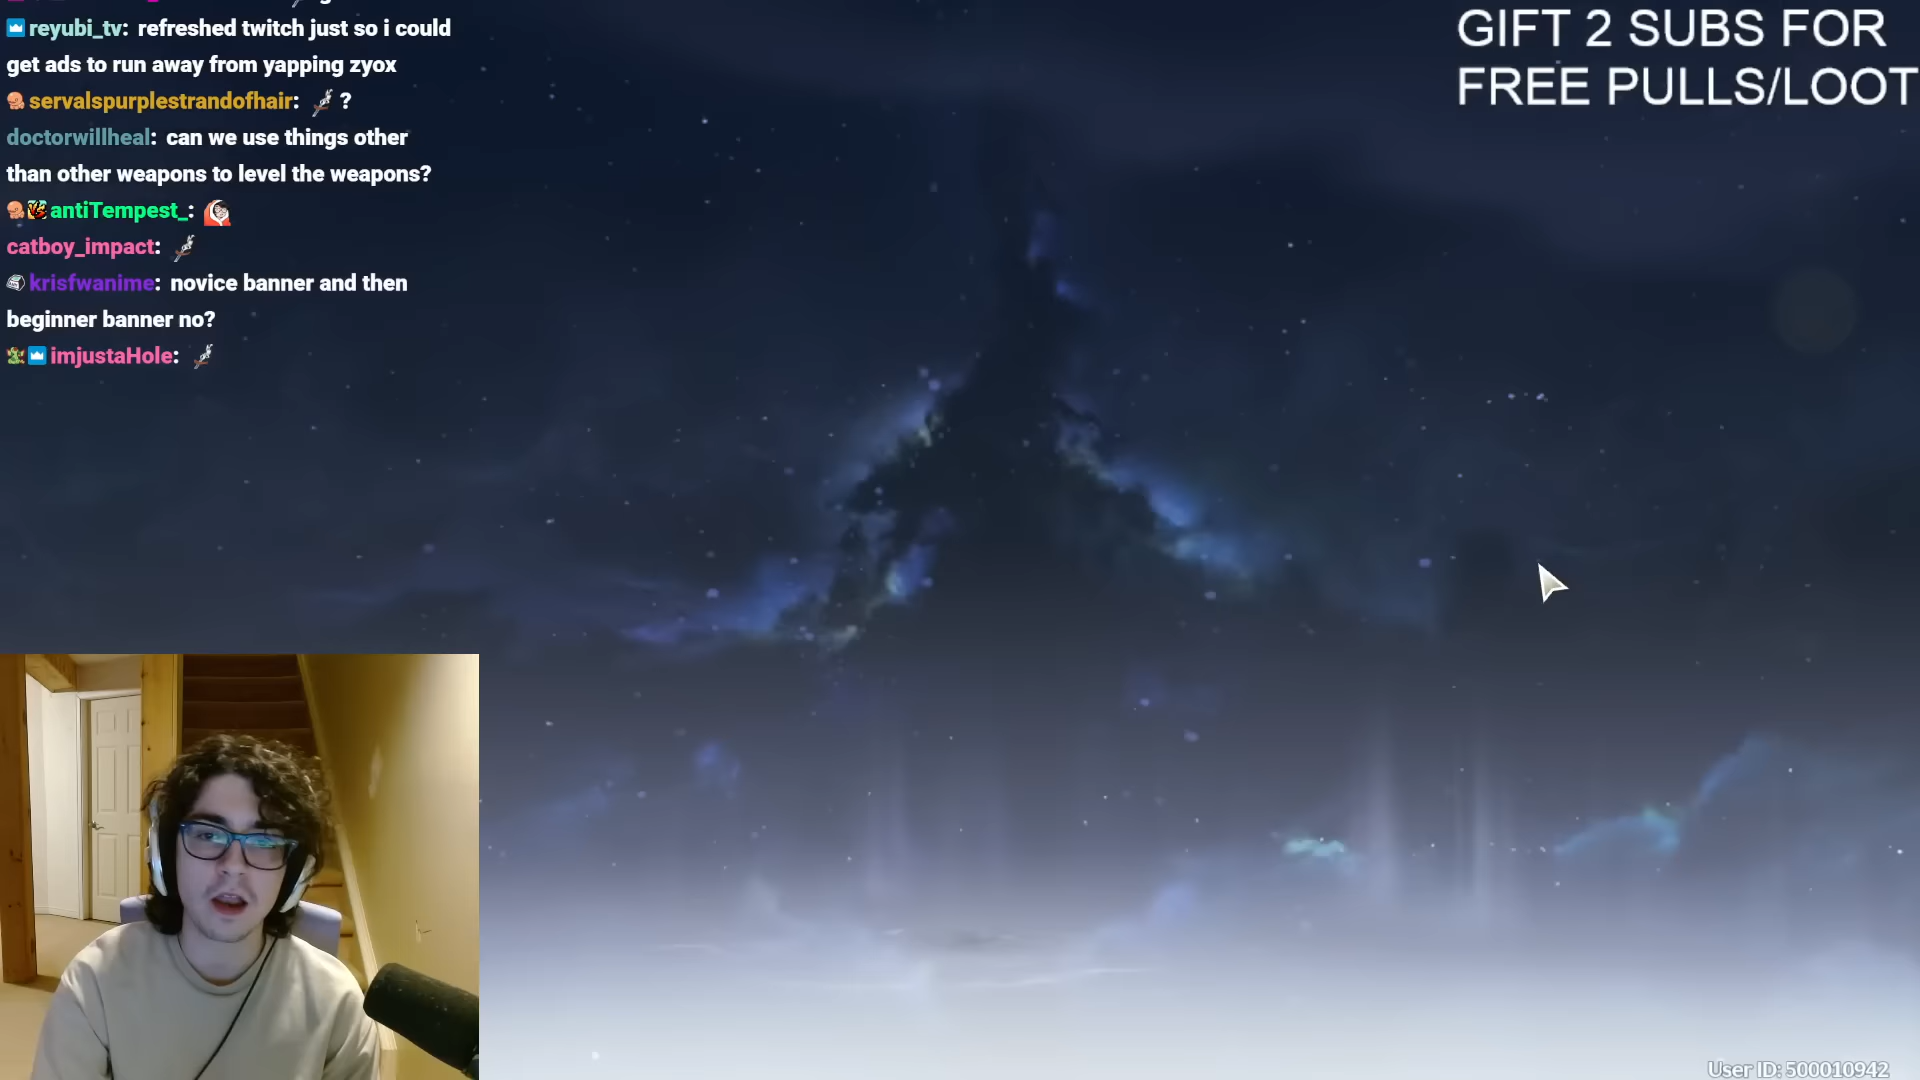 reyubi_tv: refreshed twitch just so i could
get ads to run away from yapping zyox
servalspurplestrandofhair: ?
doctorwillheal: can we use things other
than other weapons to level the weapons?
antiTempest_:
catboy_impact:
krisfwanime: novice banner and then
beginner banner no?
imjustaHole:
GIFT 2 SUBS FOR
FREE PULLS/LOOT
User ID: 500010942